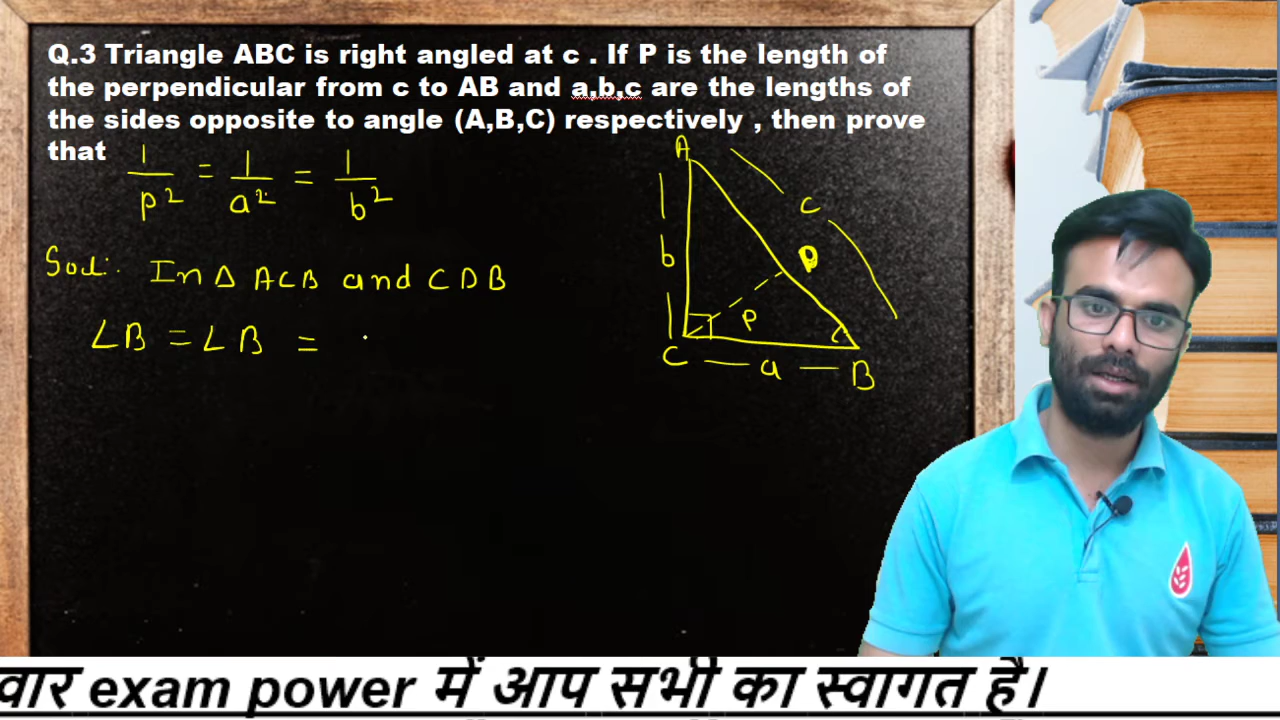 Q.3 Triangle ABC is right angled at c . If P is the length of
the perpendicular from c to AB and a,b,c are the lengths of
the sides opposite to angle (A,B,C) respectively , then prove
that 1/p² = 1/a² = 1/b²
A
c
b
D
P
C — a — B
Sol:. In Δ ACB and CDB
∠B = ∠B =
वार exam power में आप सभी का स्वागत है।